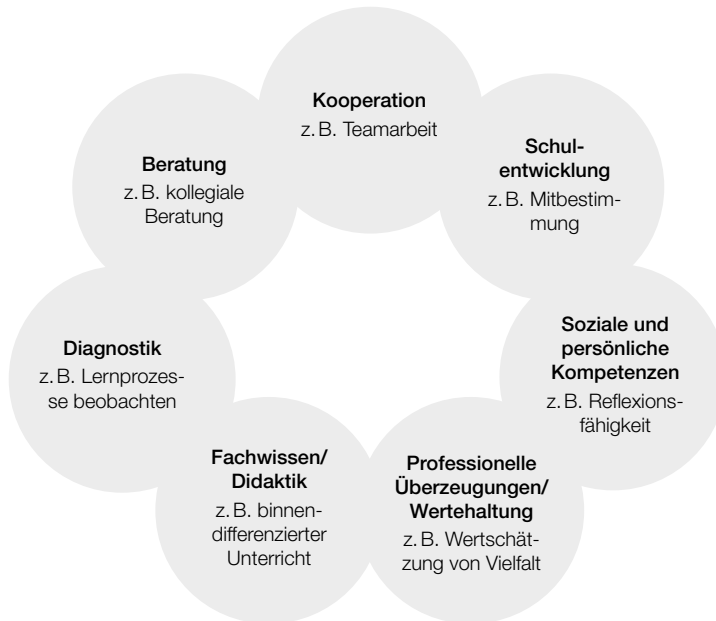 Kooperation
z. B. Teamarbeit
Schul-
entwicklung
z. B. Mitbestim-
mung
Soziale und
persönliche
Kompetenzen
z. B. Reflexions-
fähigkeit
Professionelle
Überzeugungen/
Wertehaltung
z. B. Wertschät-
zung von Vielfalt
Fachwissen/
Didaktik
z. B. binnen-
differenzierter
Unterricht
Diagnostik
z. B. Lernprozes-
se beobachten
Beratung
z. B. kollegiale
Beratung